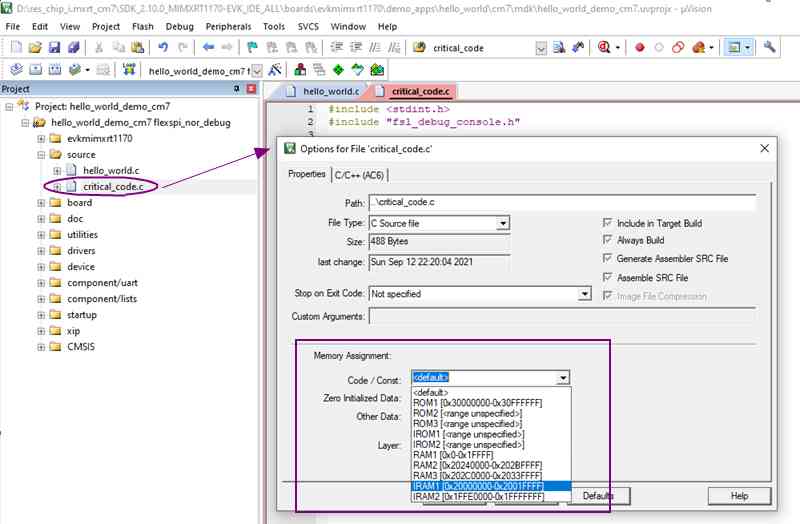 D:\res_chip_i.mxrt_cm7\SDK_2.10.0_MIMXRT1170-EVK_IDE_ALL\boards\evkmimxrt1170\demo_apps\hello_world\cm7\mdk\hello_world_demo_cm7.uvprojx - µVision
File Edit View Project Flash Debug Peripherals Tools SVCS Window Help
critical_code
LOAD hello_world_demo_cm7 f
Project
Project: hello_world_demo_cm7
hello_world_demo_cm7 flexspi_nor_debug
evkmimxrt1170
source
hello_world.c
critical_code.c
board
doc
utilities
drivers
device
component/uart
component/lists
startup
xip
CMSIS
hello_world.c critical_code.c
1 #include <stdint.h>
2 #include "fsl_debug_console.h"
3
Options for File 'critical_code.c'
Properties C/C++ (AC6)
Path: ..\critical_code.c
File Type: C Source file
Size: 488 Bytes
last change: Sun Sep 12 22:20:04 2021
Include in Target Build
Always Build
Generate Assembler SRC File
Assemble SRC File
Image File Compression
Stop on Exit Code: Not specified
Custom Arguments:
Memory Assignment:
Code / Const: <default>
Zero Initialized Data:
Other Data:
Layer:
<default>
ROM1 [0x30000000-0x30FFFFFF]
ROM2 [<range unspecified>]
ROM3 [<range unspecified>]
IROM1 [<range unspecified>]
IROM2 [<range unspecified>]
RAM1 [0x0-0x1FFFF]
RAM2 [0x20240000-0x202BFFFF]
RAM3 [0x202C0000-0x2033FFFF]
IRAM1 [0x20000000-0x2001FFFF]
IRAM2 [0x1FFE0000-0x1FFFFFFF]
Defaults Help